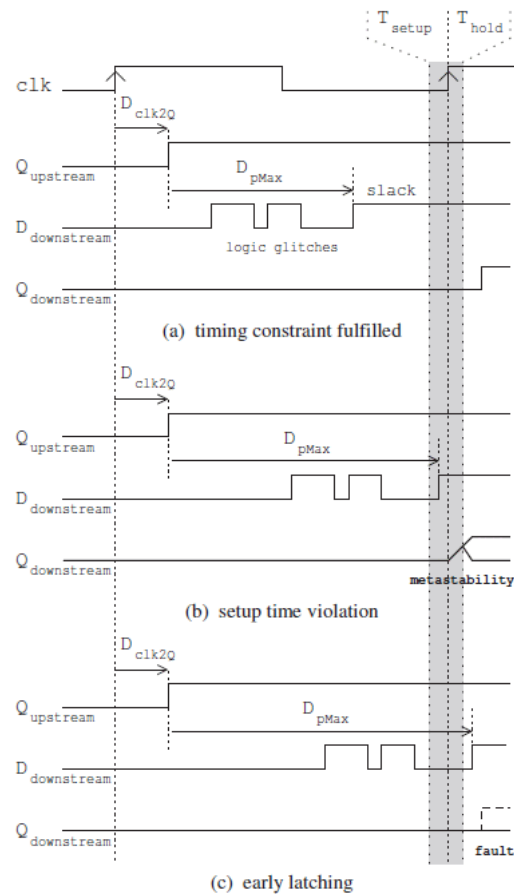 T setup T hold
clk
D clk2Q
Q upstream
D pMax
slack
D downstream
logic glitches
Q downstream
(a) timing constraint fulfilled
D clk2Q
Q upstream
D pMax
D downstream
Q downstream
metastability
(b) setup time violation
D clk2Q
Q upstream
D pMax
D downstream
Q downstream
fault
(c) early latching